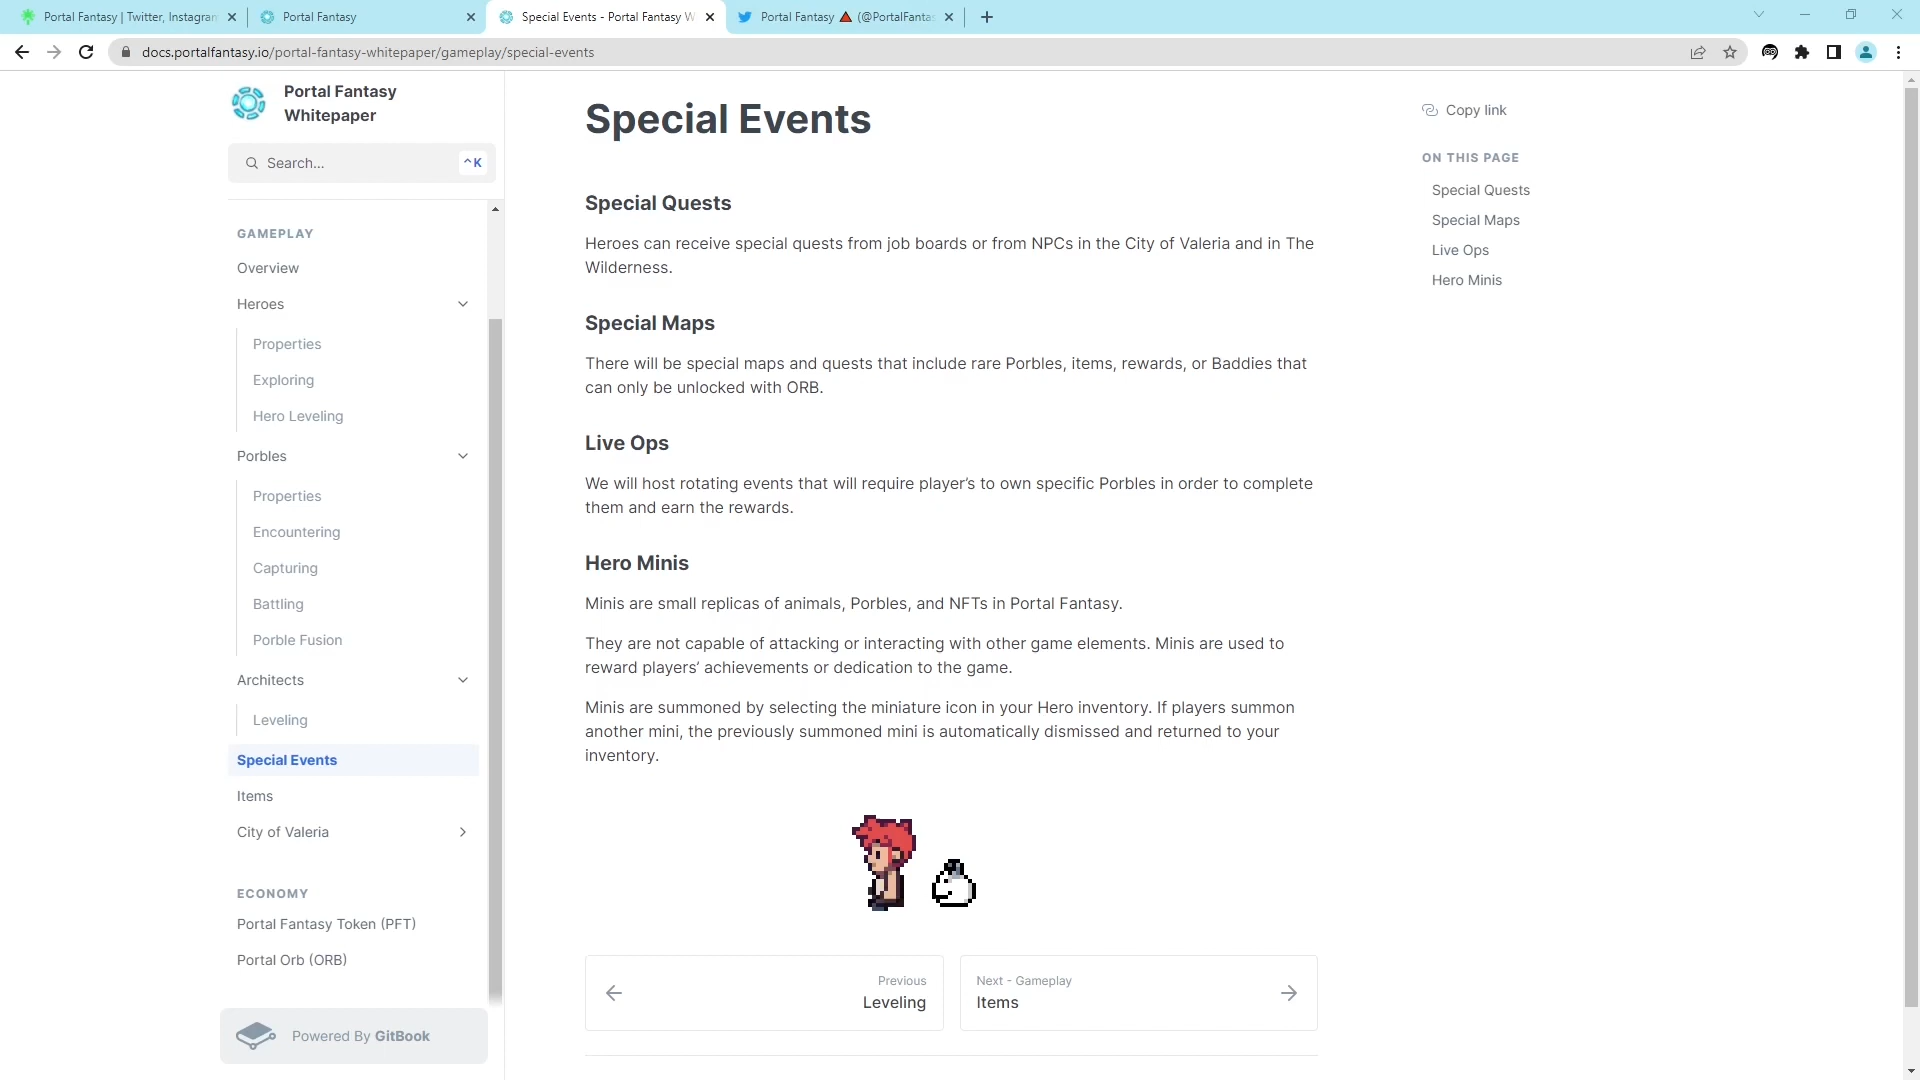 Portal Fantasy | Twitter, Instagram
Portal Fantasy
Special Events - Portal Fantasy W
Portal Fantasy 🔺 (@PortalFantas
docs.portalfantasy.io/portal-fantasy-whitepaper/gameplay/special-events
Portal Fantasy
Whitepaper
Search...
^K
GAMEPLAY
Overview
Heroes
Properties
Exploring
Hero Leveling
Porbles
Properties
Encountering
Capturing
Battling
Porble Fusion
Architects
Leveling
Special Events
Items
City of Valeria
ECONOMY
Portal Fantasy Token (PFT)
Portal Orb (ORB)
Powered By GitBook
Special Events
Special Quests
Heroes can receive special quests from job boards or from NPCs in the City of Valeria and in The
Wilderness.
Special Maps
There will be special maps and quests that include rare Porbles, items, rewards, or Baddies that
can only be unlocked with ORB.
Live Ops
We will host rotating events that will require player’s to own specific Porbles in order to complete
them and earn the rewards.
Hero Minis
Minis are small replicas of animals, Porbles, and NFTs in Portal Fantasy.
They are not capable of attacking or interacting with other game elements. Minis are used to
reward players’ achievements or dedication to the game.
Minis are summoned by selecting the miniature icon in your Hero inventory. If players summon
another mini, the previously summoned mini is automatically dismissed and returned to your
inventory.
Previous
Leveling
Next - Gameplay
Items
Copy link
ON THIS PAGE
Special Quests
Special Maps
Live Ops
Hero Minis